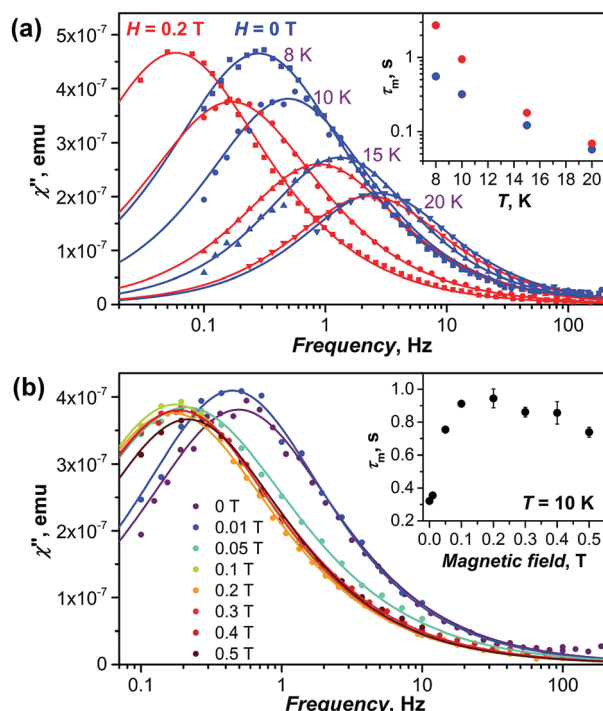 (a)
H = 0.2 T H = 0 T
5x10⁻⁷
4x10⁻⁷
3x10⁻⁷
2x10⁻⁷
1x10⁻⁷
0
χ", emu
8 K
10 K
15 K
20 K
0.1 1 10 100
Frequency, Hz
1
0.1
τm, s
8 10 12 14 16 18 20
T, K
(b)
4x10⁻⁷
3x10⁻⁷
2x10⁻⁷
1x10⁻⁷
0
χ", emu
0 T
0.01 T
0.05 T
0.1 T
0.2 T
0.3 T
0.4 T
0.5 T
0.1 1 10 100
Frequency, Hz
1.0
0.8
0.6
0.4
0.2
τm, s
T = 10 K
0.0 0.1 0.2 0.3 0.4 0.5
Magnetic field, T